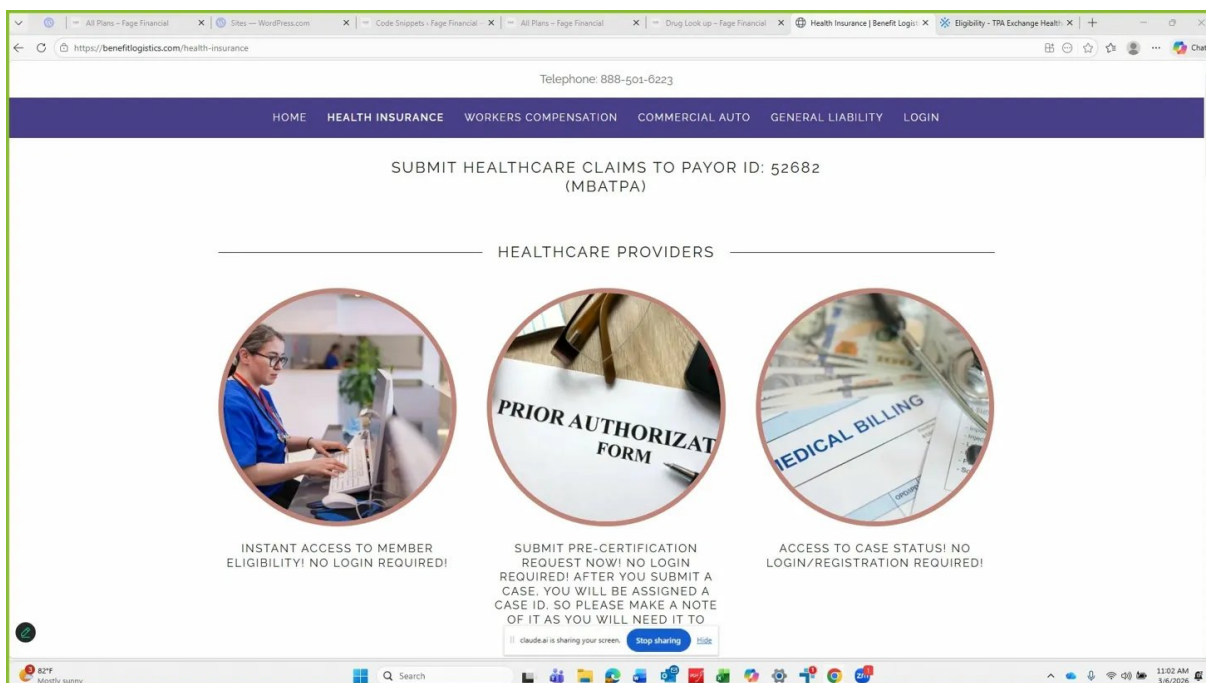 All Plans – Fage Financial
Sites — WordPress.com
Code Snippets ‹ Fage Financial –
All Plans – Fage Financial
Drug Look up – Fage Financial
Health Insurance | Benefit Logist
Eligibility - TPA Exchange Health
https://benefitlogistics.com/health-insurance
Chat
Telephone: 888-501-6223
HOME HEALTH INSURANCE WORKERS COMPENSATION COMMERCIAL AUTO GENERAL LIABILITY LOGIN
SUBMIT HEALTHCARE CLAIMS TO PAYOR ID: 52682
(MBATPA)
HEALTHCARE PROVIDERS
PRIOR AUTHORIZAT
FORM
MEDICAL BILLING
INSTANT ACCESS TO MEMBER
ELIGIBILITY! NO LOGIN REQUIRED!
SUBMIT PRE-CERTIFICATION
REQUEST NOW! NO LOGIN
REQUIRED! AFTER YOU SUBMIT A
CASE, YOU WILL BE ASSIGNED A
CASE ID, SO PLEASE MAKE A NOTE
OF IT AS YOU WILL NEED IT TO
ACCESS TO CASE STATUS! NO
LOGIN/REGISTRATION REQUIRED!
claude.ai is sharing your screen.
Stop sharing
Hide
3
82°F
Mostly sunny
Search
11:02 AM
3/6/2026